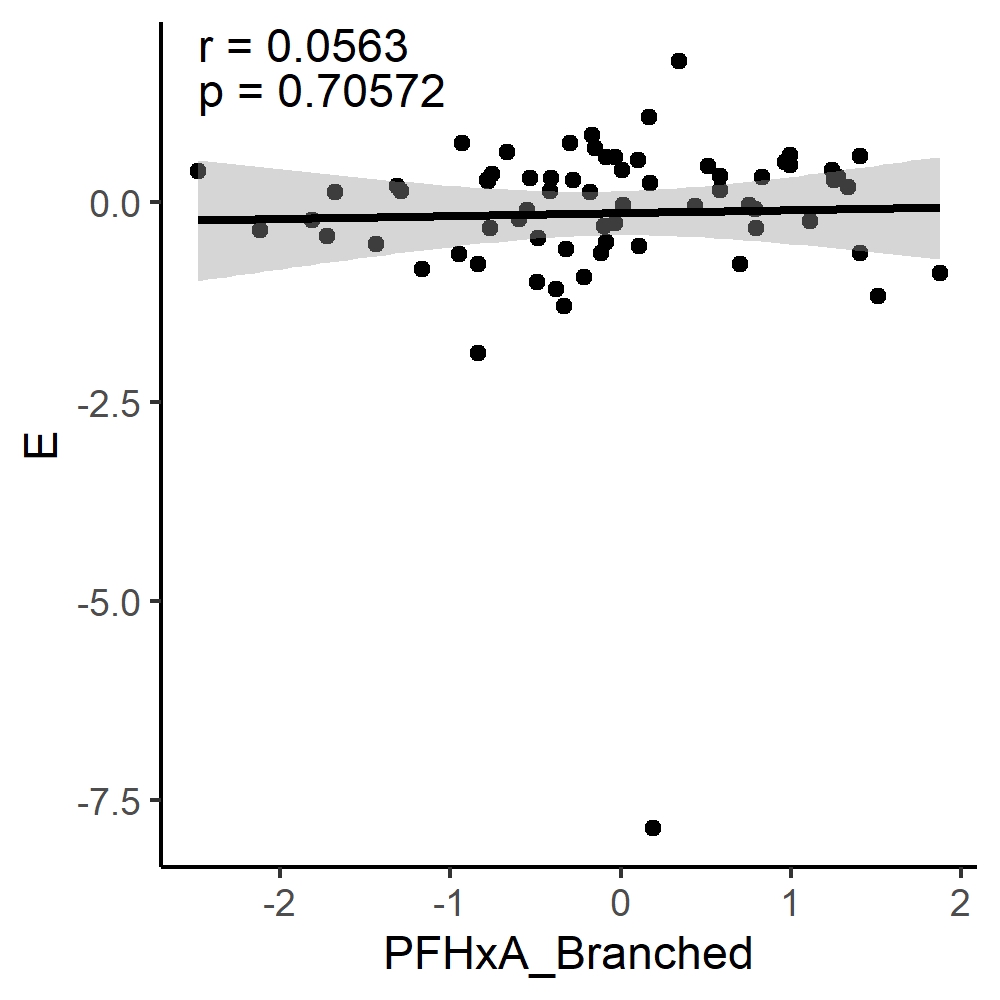 r = 0.0563
p = 0.70572
0.0
-2.5
-5.0
-7.5
E
-2 -1 0 1 2
PFHxA_Branched